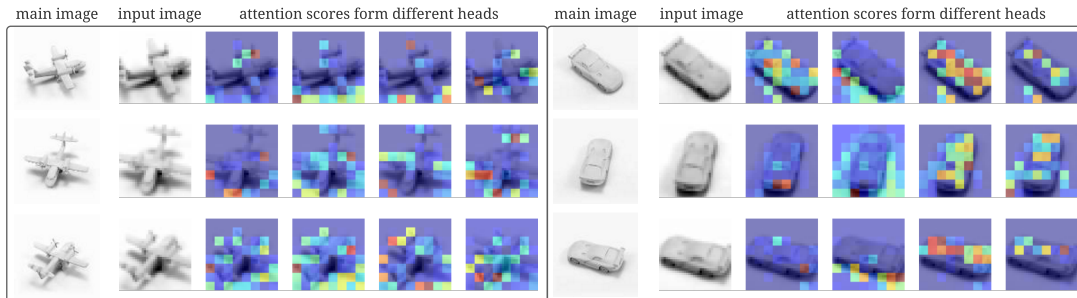 main image input image attention scores form different heads main image input image attention scores form different heads